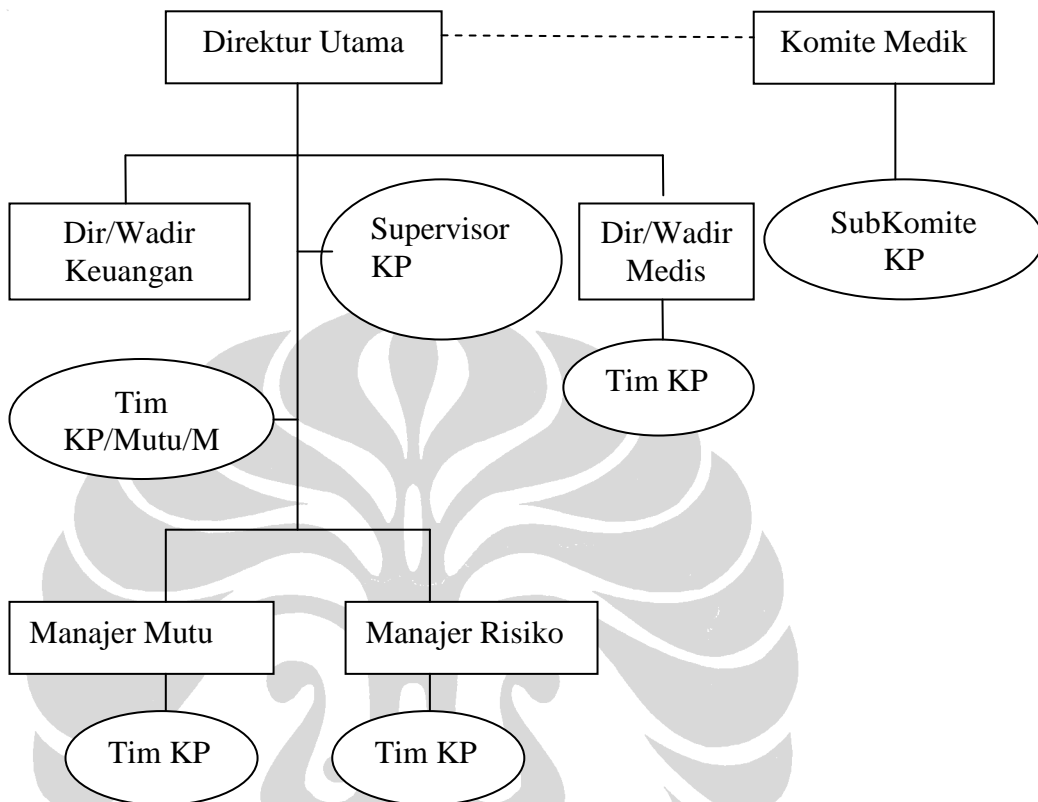 Direktur Utama
Komite Medik
Dir/Wadir
Keuangan
Supervisor
KP
Dir/Wadir
Medis
SubKomite
KP
Tim KP
Tim
KP/Mutu/M
Manajer Mutu
Manajer Risiko
Tim KP
Tim KP